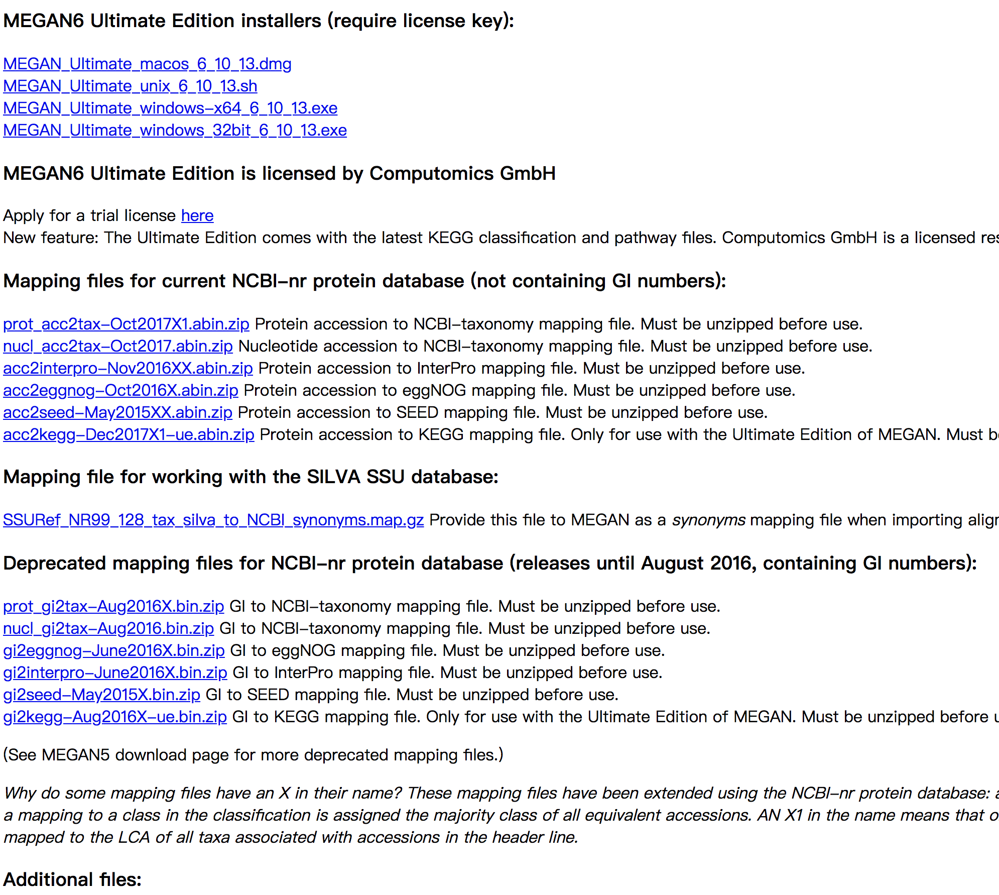 MEGAN6 Ultimate Edition installers (require license key):
MEGAN_Ultimate_macos_6_10_13.dmg
MEGAN_Ultimate_unix_6_10_13.sh
MEGAN_Ultimate_windows-x64_6_10_13.exe
MEGAN_Ultimate_windows_32bit_6_10_13.exe
MEGAN6 Ultimate Edition is licensed by Computomics GmbH
Apply for a trial license here
New feature: The Ultimate Edition comes with the latest KEGG classification and pathway files. Computomics GmbH is a licensed
Mapping files for current NCBI-nr protein database (not containing GI numbers):
prot_acc2tax-Oct2017X1.abin.zip Protein accession to NCBI-taxonomy mapping file. Must be unzipped before use.
nucl_acc2tax-Oct2017.abin.zip Nucleotide accession to NCBI-taxonomy mapping file. Must be unzipped before use.
acc2interpro-Nov2016XX.abin.zip Protein accession to InterPro mapping file. Must be unzipped before use.
acc2eggnog-Oct2016X.abin.zip Protein accession to eggNOG mapping file. Must be unzipped before use.
acc2seed-May2015XX.abin.zip Protein accession to SEED mapping file. Must be unzipped before use.
acc2kegg-Dec2017X1-ue.abin.zip Protein accession to KEGG mapping file. Only for use with the Ultimate Edition of MEGAN. Must
Mapping file for working with the SILVA SSU database:
SSURef_NR99_128_tax_silva_to_NCBI_synonyms.map.gz Provide this file to MEGAN as a synonyms mapping file when importing
Deprecated mapping files for NCBI-nr protein database (releases until August 2016, containing GI numbers):
prot_gi2tax-Aug2016X.bin.zip GI to NCBI-taxonomy mapping file. Must be unzipped before use.
nucl_gi2tax-Aug2016.bin.zip GI to NCBI-taxonomy mapping file. Must be unzipped before use.
gi2eggnog-June2016X.bin.zip GI to eggNOG mapping file. Must be unzipped before use.
gi2interpro-June2016X.bin.zip GI to InterPro mapping file. Must be unzipped before use.
gi2seed-May2015X.bin.zip GI to SEED mapping file. Must be unzipped before use.
gi2kegg-Aug2016X-ue.bin.zip GI to KEGG mapping file. Only for use with the Ultimate Edition of MEGAN. Must be unzipped before
(See MEGAN5 download page for more deprecated mapping files.)
Why do some mapping files have an X in their name? These mapping files have been extended using the NCBI-nr protein database:
a mapping to a class in the classification is assigned the majority class of all equivalent accessions. AN X1 in the name means that
mapped to the LCA of all taxa associated with accessions in the header line.
Additional files: